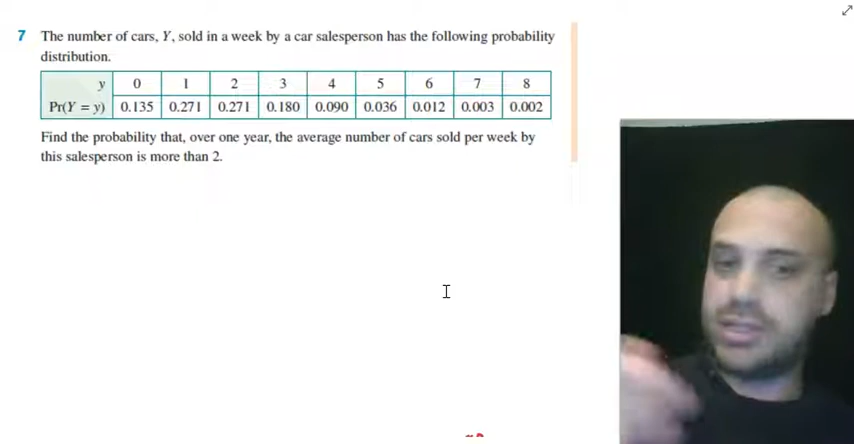 7 The number of cars, Y, sold in a week by a car salesperson has the following probability
distribution.
y 0 1 2 3 4 5 6 7 8
Pr(Y = y) 0.135 0.271 0.271 0.180 0.090 0.036 0.012 0.003 0.002
Find the probability that, over one year, the average number of cars sold per week by
this salesperson is more than 2.